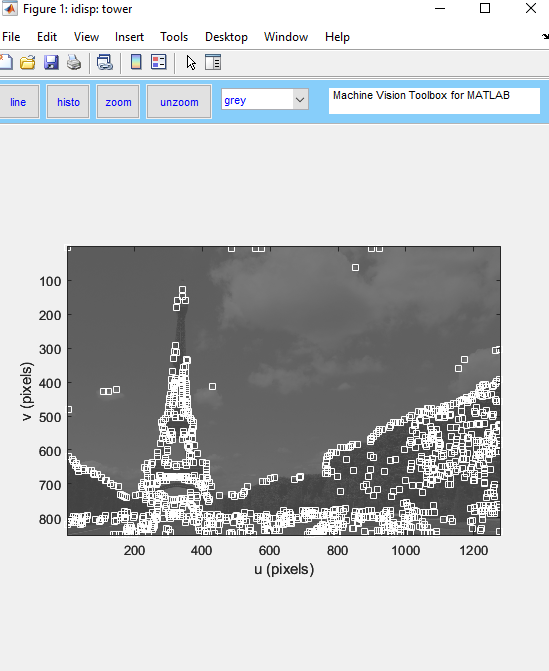 Figure 1: idisp: tower
File Edit View Insert Tools Desktop Window Help
line histo zoom unzoom grey Machine Vision Toolbox for MATLAB
100
200
300
400
500
600
700
800
v (pixels)
200 400 600 800 1000 1200
u (pixels)